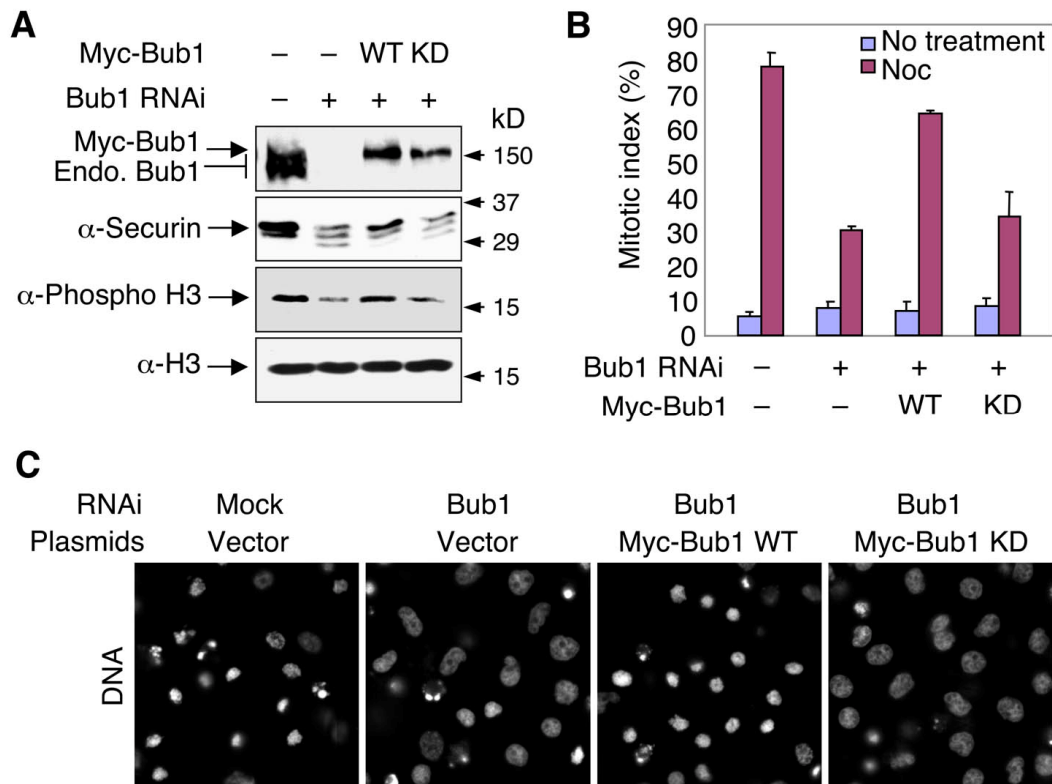 A
Myc-Bub1 – – WT KD
Bub1 RNAi – + + +
kD
Myc-Bub1
Endo. Bub1
150
α-Securin
37
29
α-Phospho H3
15
α-H3
15
B
Mitotic index (%)
90
80
70
60
50
40
30
20
10
0
No treatment
Noc
Bub1 RNAi – + + +
Myc-Bub1 – – WT KD
C
RNAi Mock Bub1 Bub1 Bub1
Plasmids Vector Vector Myc-Bub1 WT Myc-Bub1 KD
DNA